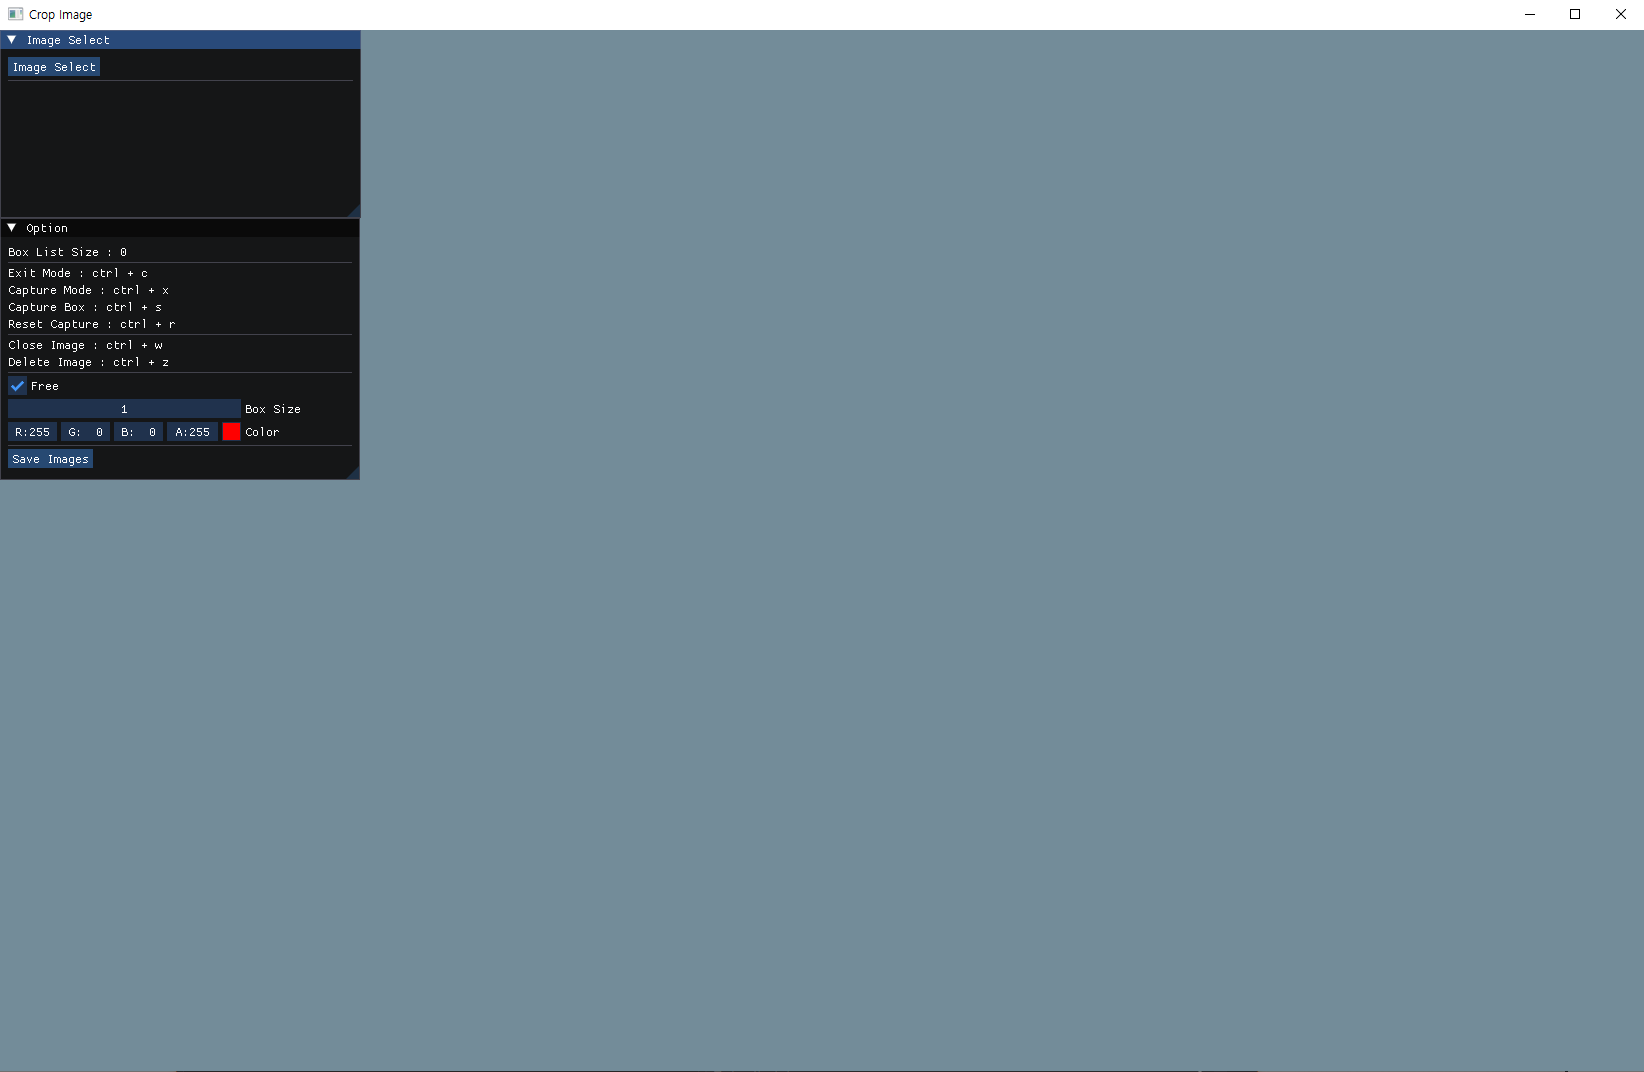 Crop Image
Image Select
Image Select
Option
Box List Size : 0
Exit Mode : ctrl + c
Capture Mode : ctrl + x
Capture Box : ctrl + s
Reset Capture : ctrl + r
Close Image : ctrl + w
Delete Image : ctrl + z
Free
1 Box Size
R:255 G: 0 B: 0 A:255 Color
Save Images